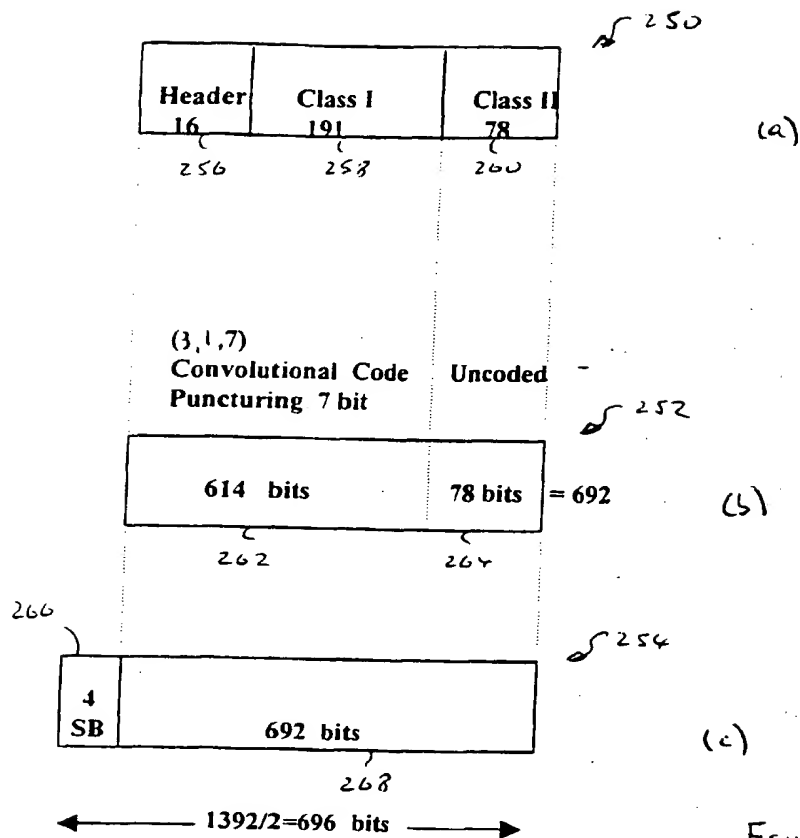 250
Header Class I Class II
16 191 78
(a)
256 258 260
(3,1,7)
Convolutional Code Uncoded
Puncturing 7 bit
252
614 bits 78 bits = 692
(b)
262 264
266
254
4
SB 692 bits
(c)
268
1392/2=696 bits